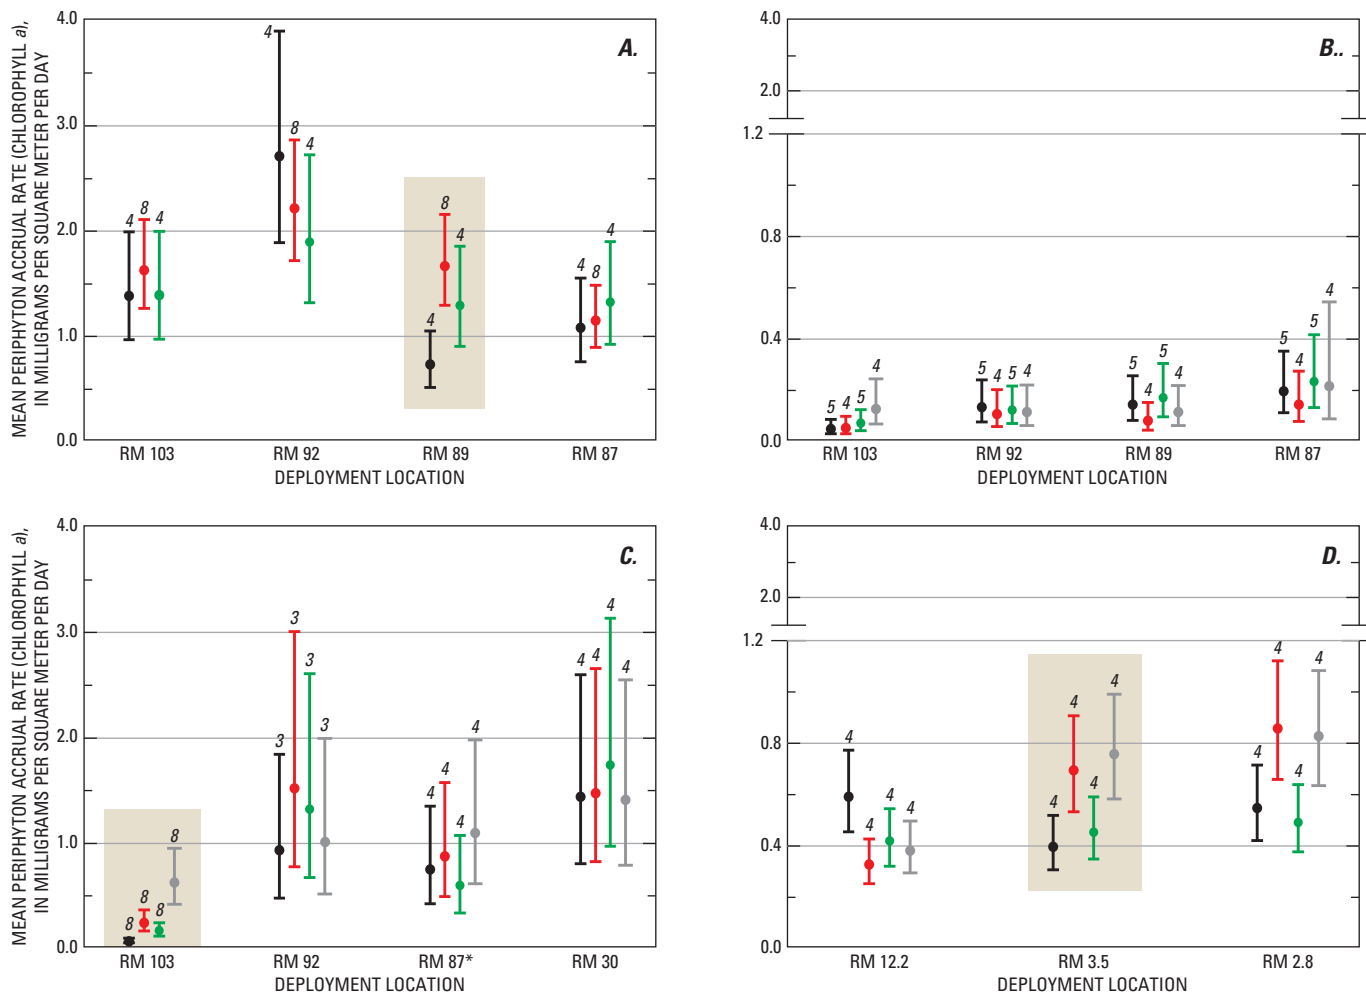 MEAN PERIPHYTON ACCRUAL RATE (CHLOROPHYLL a),
IN MILLIGRAMS PER SQUARE METER PER DAY
4.0
3.0
2.0
1.0
0.0
A.
4 8 4
4 8 4
4 8 4
4 8 4
RM 103 RM 92 RM 89 RM 87
DEPLOYMENT LOCATION
4.0
2.0
1.2
0.8
0.4
0.0
B..
5 4 5 4
5 4 5 4
5 4 5 4
5 4 5 4
RM 103 RM 92 RM 89 RM 87
DEPLOYMENT LOCATION
MEAN PERIPHYTON ACCRUAL RATE (CHLOROPHYLL a),
IN MILLIGRAMS PER SQUARE METER PER DAY
4.0
3.0
2.0
1.0
0.0
C.
8 8 8 8
3 3 3 3
4 4 4 4
4 4 4 4
RM 103 RM 92 RM 87* RM 30
DEPLOYMENT LOCATION
4.0
2.0
1.2
0.8
0.4
0.0
D.
4 4 4 4
4 4 4 4
4 4 4 4
RM 12.2 RM 3.5 RM 2.8
DEPLOYMENT LOCATION